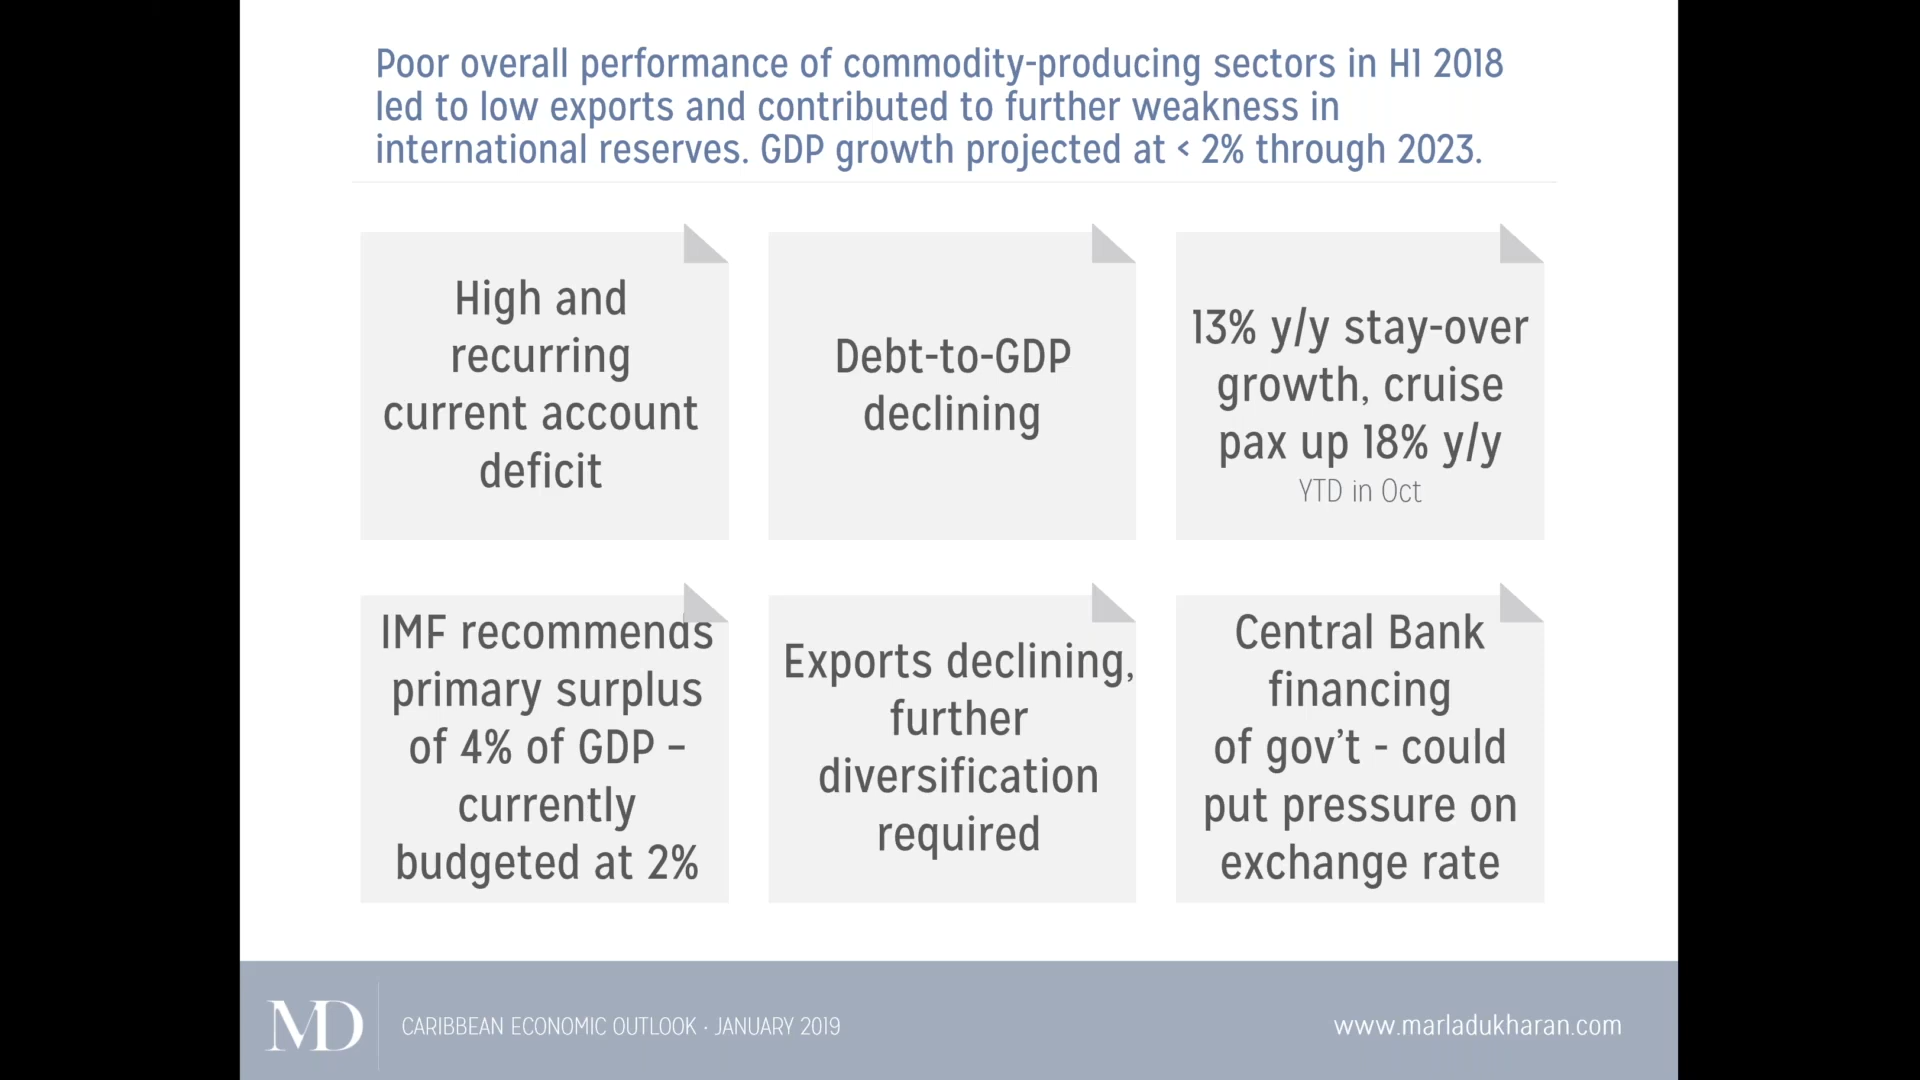 Poor overall performance of commodity-producing sectors in H1 2018
led to low exports and contributed to further weakness in
international reserves. GDP growth projected at < 2% through 2023.
High and
recurring
current account
deficit
Debt-to-GDP
declining
13% y/y stay-over
growth, cruise
pax up 18% y/y
YTD in Oct
IMF recommends
primary surplus
of 4% of GDP –
currently
budgeted at 2%
Exports declining,
further
diversification
required
Central Bank
financing
of gov’t - could
put pressure on
exchange rate
MD
CARIBBEAN ECONOMIC OUTLOOK · JANUARY 2019
www.marladukharan.com